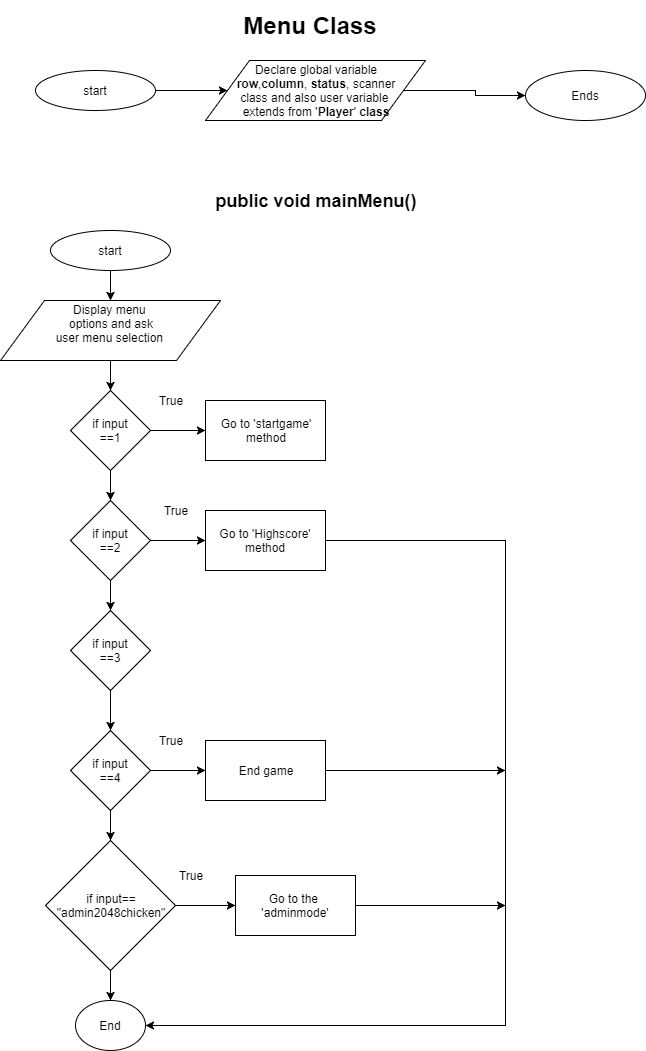 Menu Class
start
Declare global variable
row,column, status, scanner
class and also user variable
extends from 'Player' class
Ends
public void mainMenu()
start
Display menu
options and ask
user menu selection
True
if input
==1
Go to 'startgame'
method
True
if input
==2
Go to 'Highscore'
method
if input
==3
True
if input
==4
End game
True
if input==
"admin2048chicken"
Go to the
'adminmode'
End